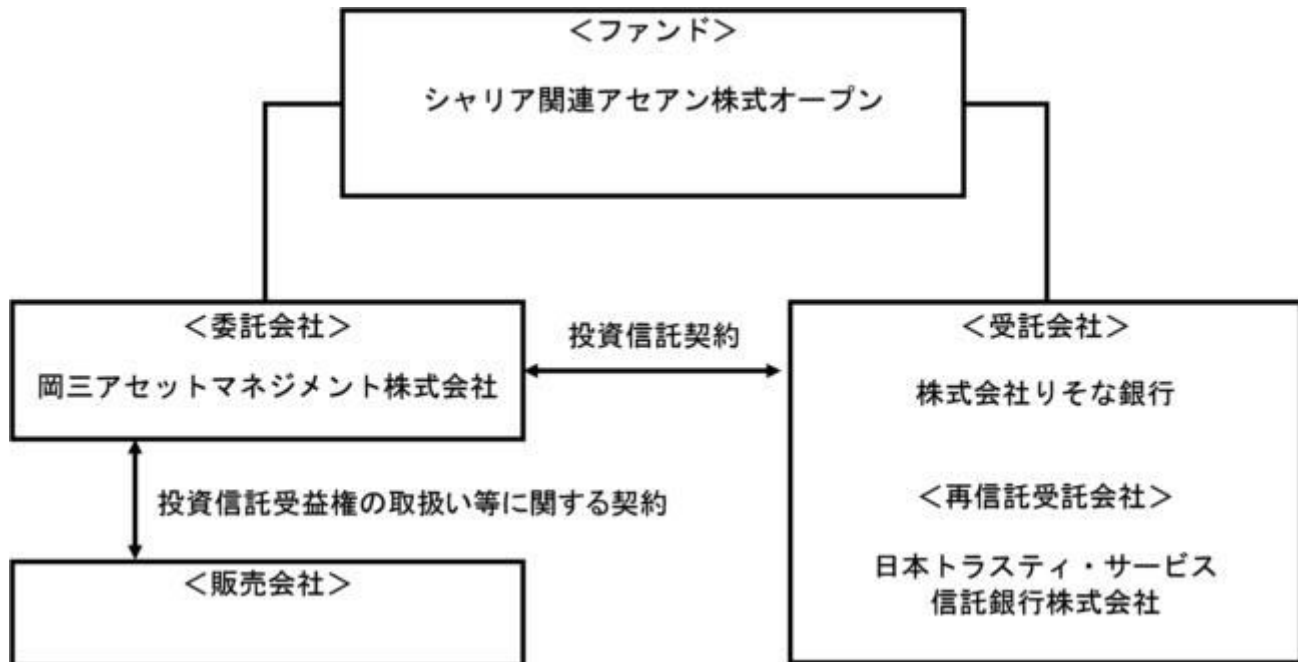 ＜ファンド＞
シャリア関連アセアン株式オープン
＜委託会社＞
岡三アセットマネジメント株式会社
投資信託契約
＜受託会社＞
株式会社りそな銀行
＜再信託受託会社＞
日本トラスティ・サービス
信託銀行株式会社
投資信託受益権の取扱い等に関する契約
＜販売会社＞